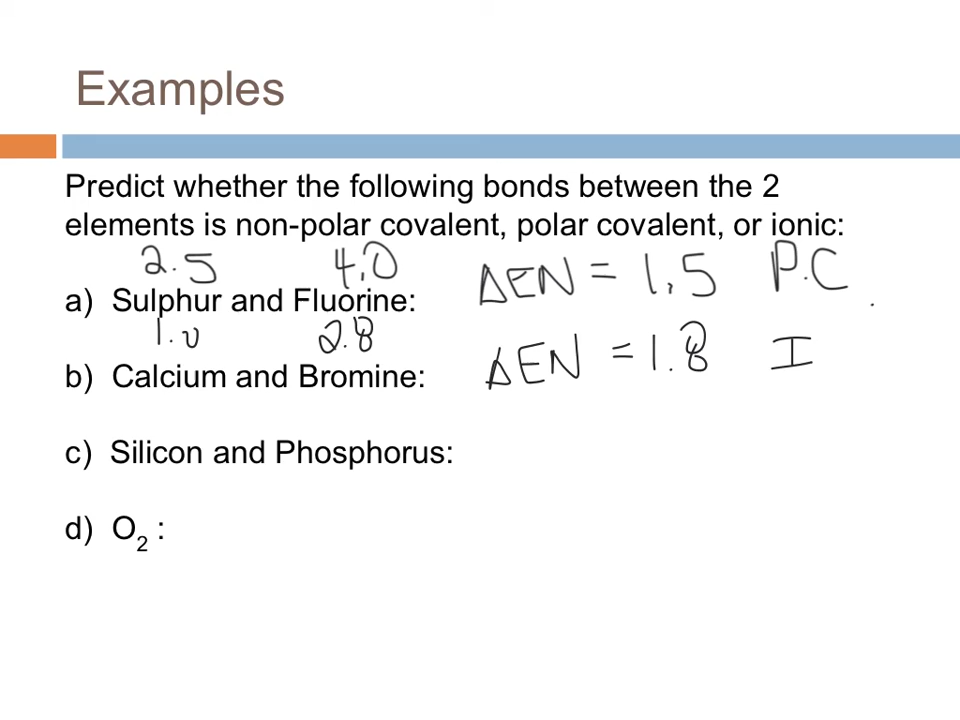 Examples
Predict whether the following bonds between the 2
elements is non-polar covalent, polar covalent, or ionic:
2.5 4.0 ΔEN = 1.5 P.C
a) Sulphur and Fluorine:
1.0 2.8 ΔEN = 1.8 I
b) Calcium and Bromine:
c) Silicon and Phosphorus:
d) O₂ :